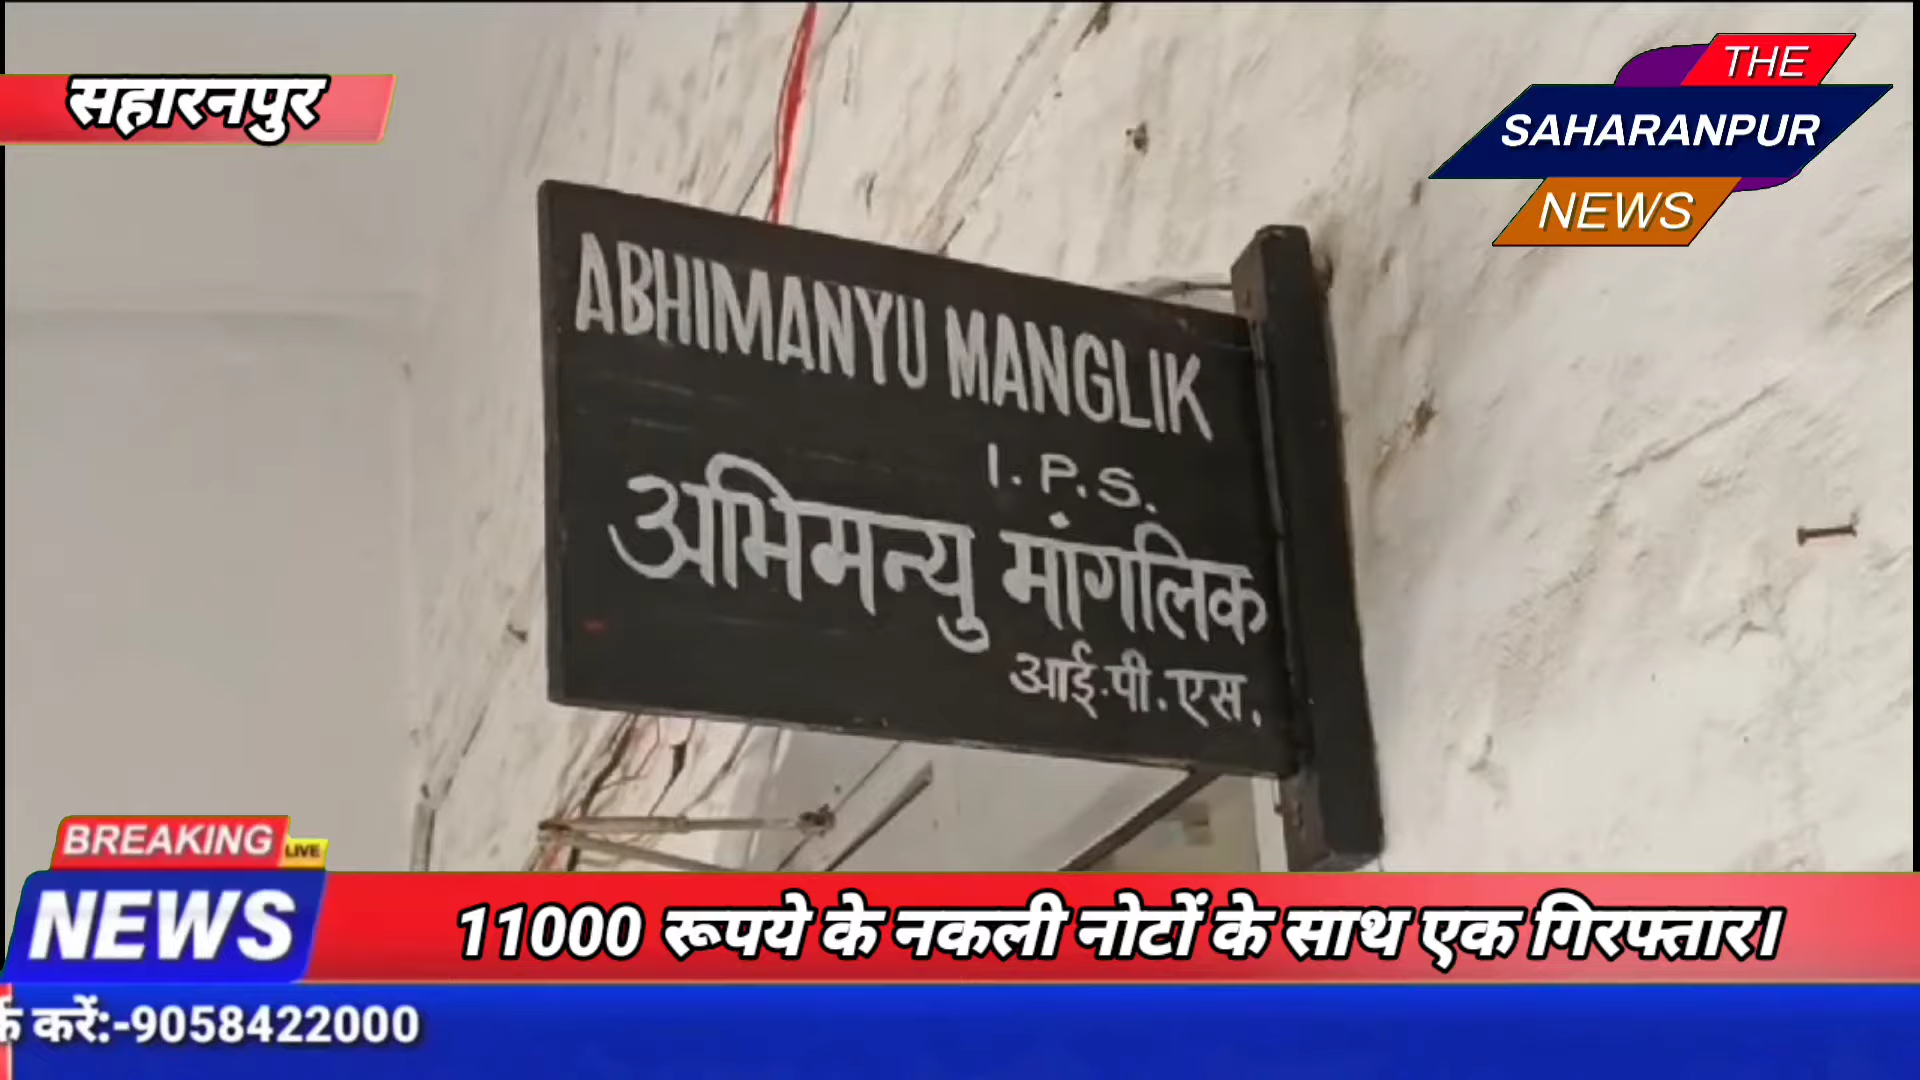 सहारनपुर
THE
SAHARANPUR
NEWS
ABHIMANYU MANGLIK
I.P.S.
अभिमन्यु मांगलिक
आई.पी.एस.
BREAKING
LIVE
NEWS
11000 रूपये के नकली नोटों के साथ एक गिरफ्तार।
करें:-9058422000